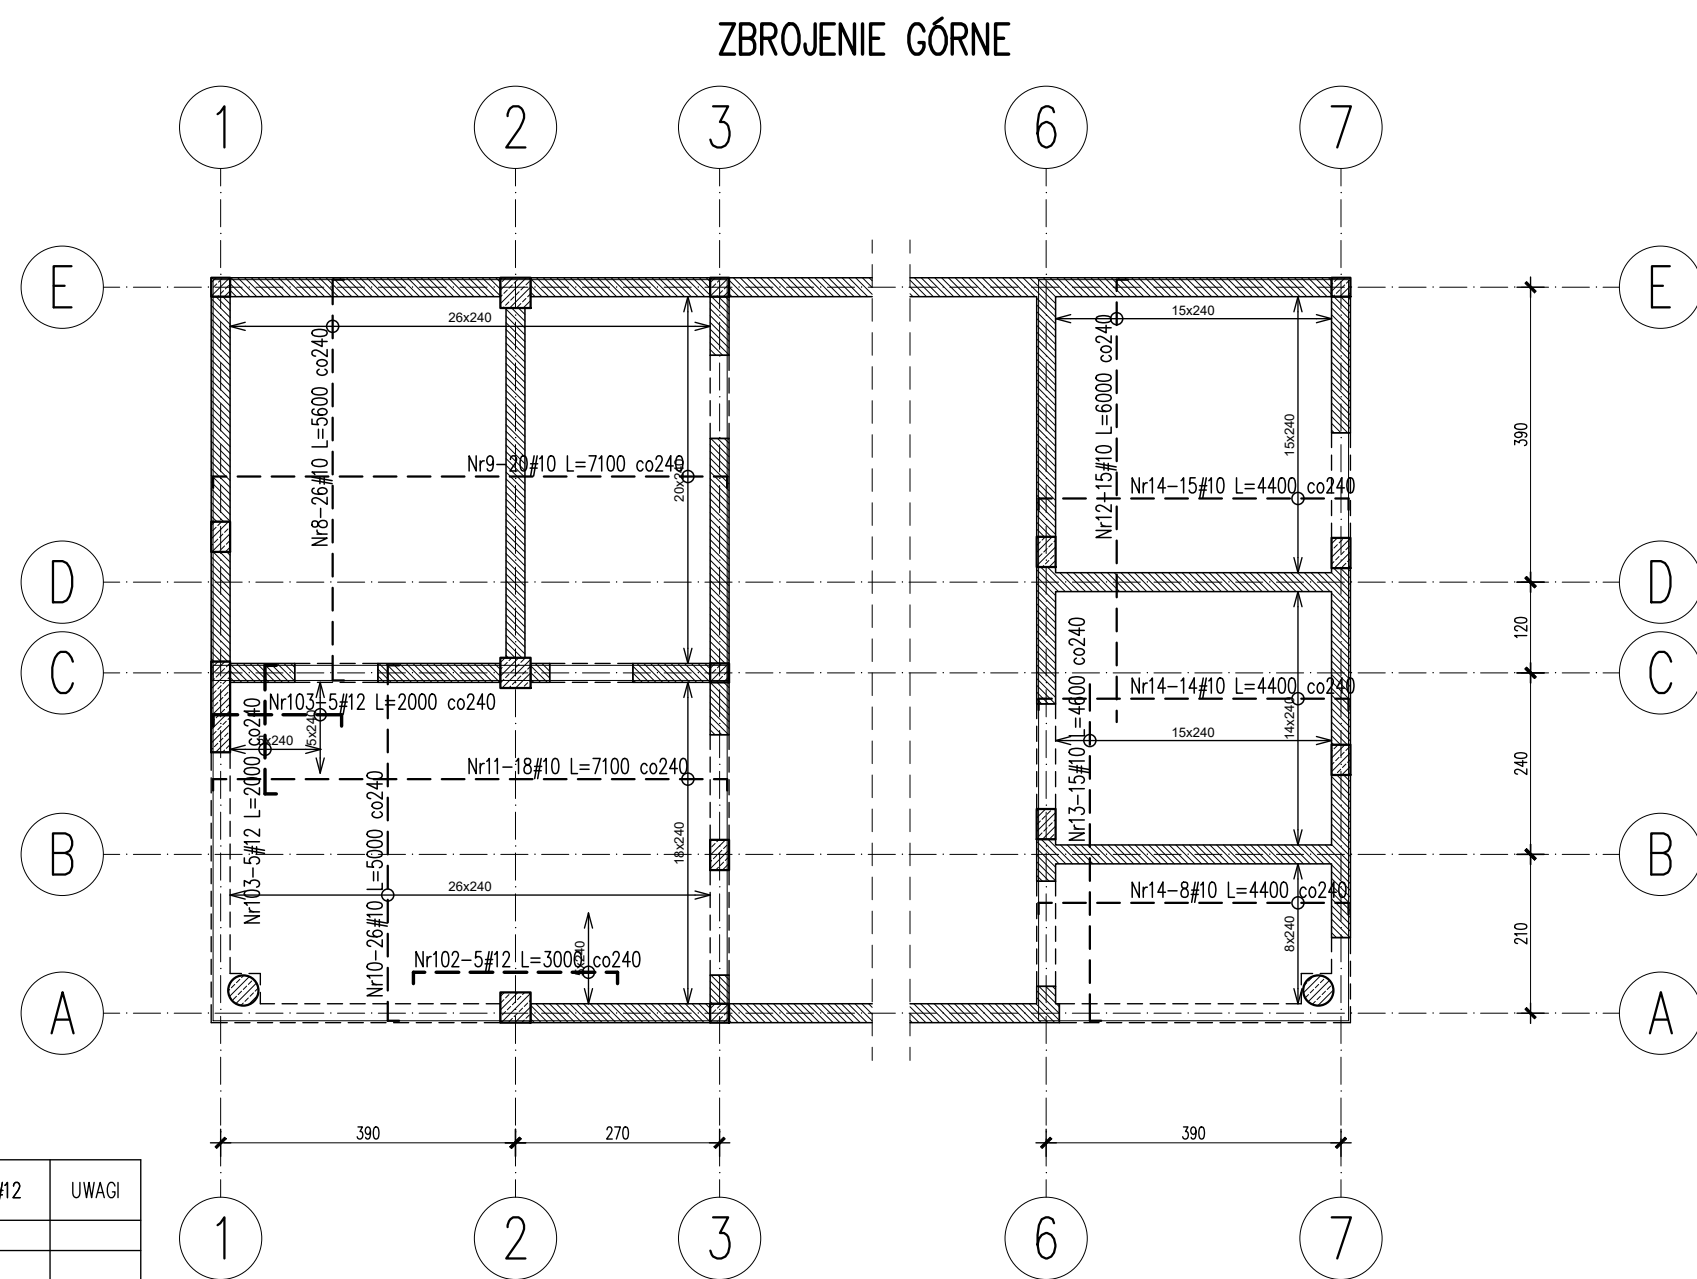 ZBROJENIE GÓRNE
1 2 3 6 7
E E
26x240
15x240
Nr8-26#10 L=5600 co240
Nr12-15#10 L=6000 co240
390
15x240
Nr9-20#10 L=7100 co240
20x240
Nr14-15#10 L=4400 co240
D D
120
C C
Nr103-5#12 L=2000 co240
Nr14-14#10 L=4400 co240
5x240
5x240
14x240
15x240
Nr103-5#12 L=2000 co240
Nr11-18#10 L=7100 co240
Nr13-15#10 L=4600 co240
240
B B
18x240
26x240
Nr10-26#10 L=5000 co240
Nr14-8#10 L=4400 co240
8x240
210
Nr102-5#12 L=3000 co240
A A
390
270
390
#12
UWAGI
1 2 3 6 7